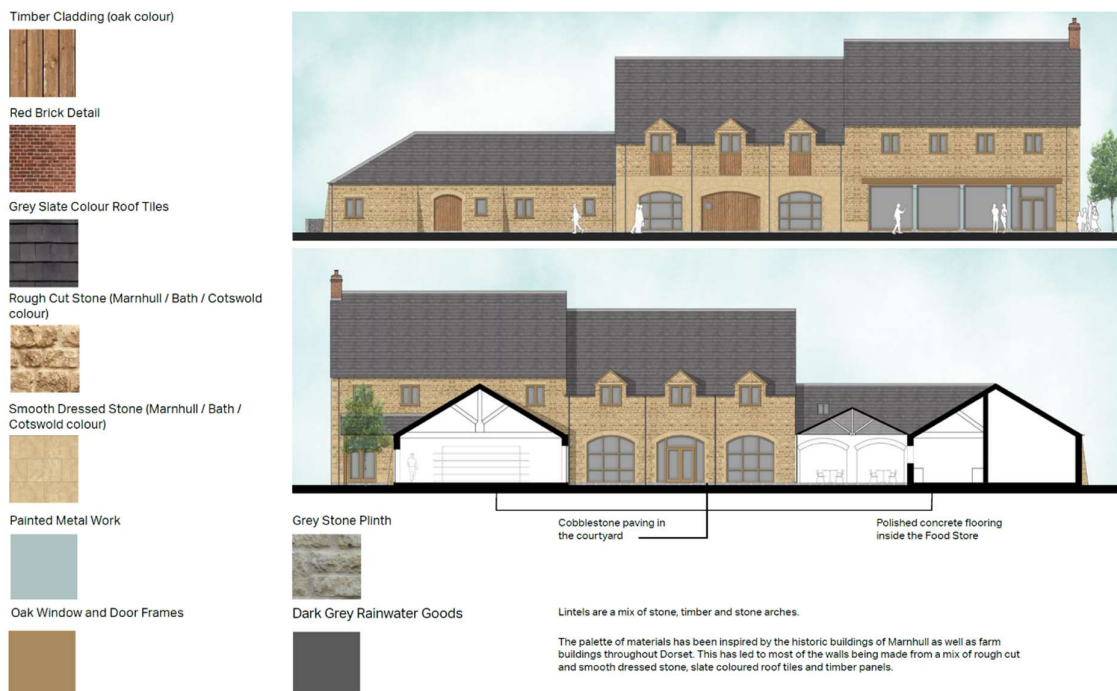 Timber Cladding (oak colour)
Red Brick Detail
Grey Slate Colour Roof Tiles
Rough Cut Stone (Marnhull / Bath / Cotswold
colour)
Smooth Dressed Stone (Marnhull / Bath /
Cotswold colour)
Painted Metal Work
Oak Window and Door Frames
Grey Stone Plinth
Dark Grey Rainwater Goods
Cobblestone paving in
the courtyard
Polished concrete flooring
inside the Food Store
Lintels are a mix of stone, timber and stone arches.
The palette of materials has been inspired by the historic buildings of Marnhull as well as farm
buildings throughout Dorset. This has led to most of the walls being made from a mix of rough cut
and smooth dressed stone, slate coloured roof tiles and timber panels.